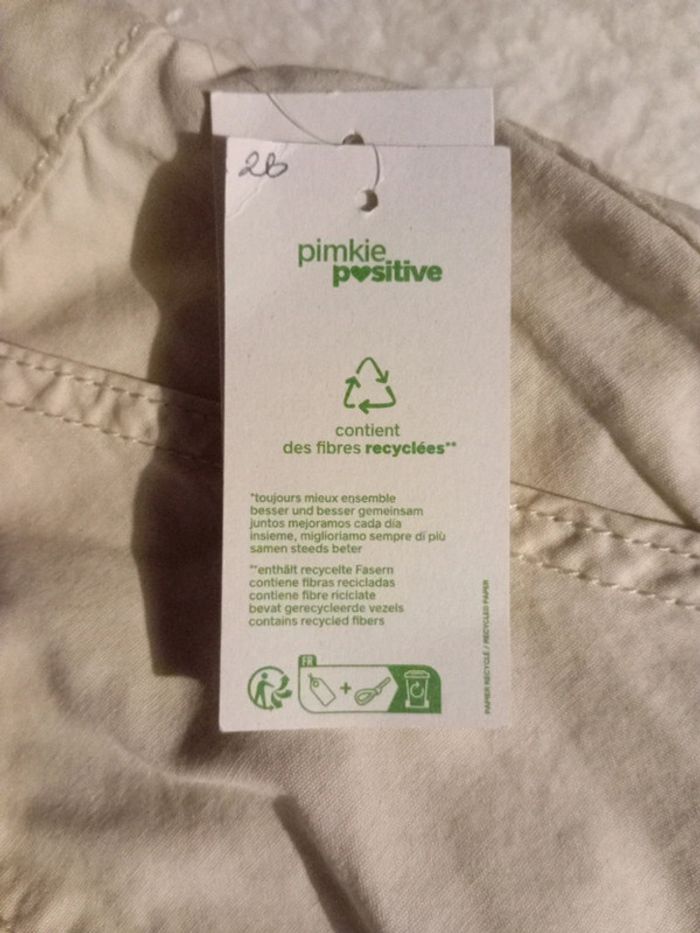 2b
pimkie
positive
contient
des fibres recyclées**
*toujours mieux ensemble
besser und besser gemeinsam
juntos mejoramos cada día
insieme, miglioriamo sempre di più
samen steeds beter
**enthält recycelte Fasern
contiene fibras recicladas
contiene fibre riciclate
bevat gerecycleerde vezels
contains recycled fibers
FR
+
PAPIER RECYCLÉ / RECYCLED PAPER